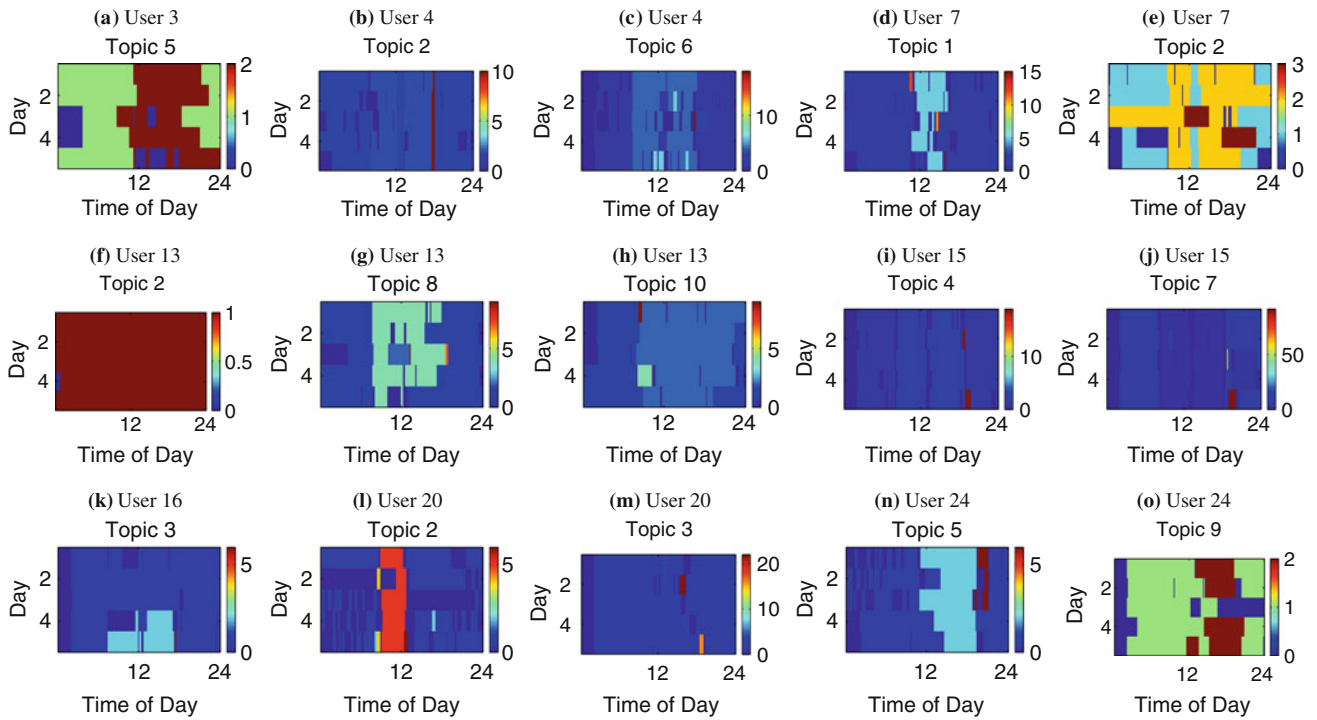 (a) User 3
Topic 5
Day
2
4
12
24
Time of Day
2
1
0
(b) User 4
Topic 2
Day
2
4
12
24
Time of Day
10
5
0
(c) User 4
Topic 6
Day
2
4
12
24
Time of Day
10
0
(d) User 7
Topic 1
Day
2
4
12
24
Time of Day
15
10
5
0
(e) User 7
Topic 2
Day
2
4
12
24
Time of Day
3
2
1
0
(f) User 13
Topic 2
Day
2
4
12
24
Time of Day
1
0.5
0
(g) User 13
Topic 8
Day
2
4
12
24
Time of Day
5
0
(h) User 13
Topic 10
Day
2
4
12
24
Time of Day
5
0
(i) User 15
Topic 4
Day
2
4
12
24
Time of Day
10
0
(j) User 15
Topic 7
Day
2
4
12
24
Time of Day
50
0
(k) User 16
Topic 3
Day
2
4
12
24
Time of Day
5
0
(l) User 20
Topic 2
Day
2
4
12
24
Time of Day
5
0
(m) User 20
Topic 3
Day
2
4
12
24
Time of Day
20
10
0
(n) User 24
Topic 5
Day
2
4
12
24
Time of Day
5
0
(o) User 24
Topic 9
Day
2
4
12
24
Time of Day
2
1
0